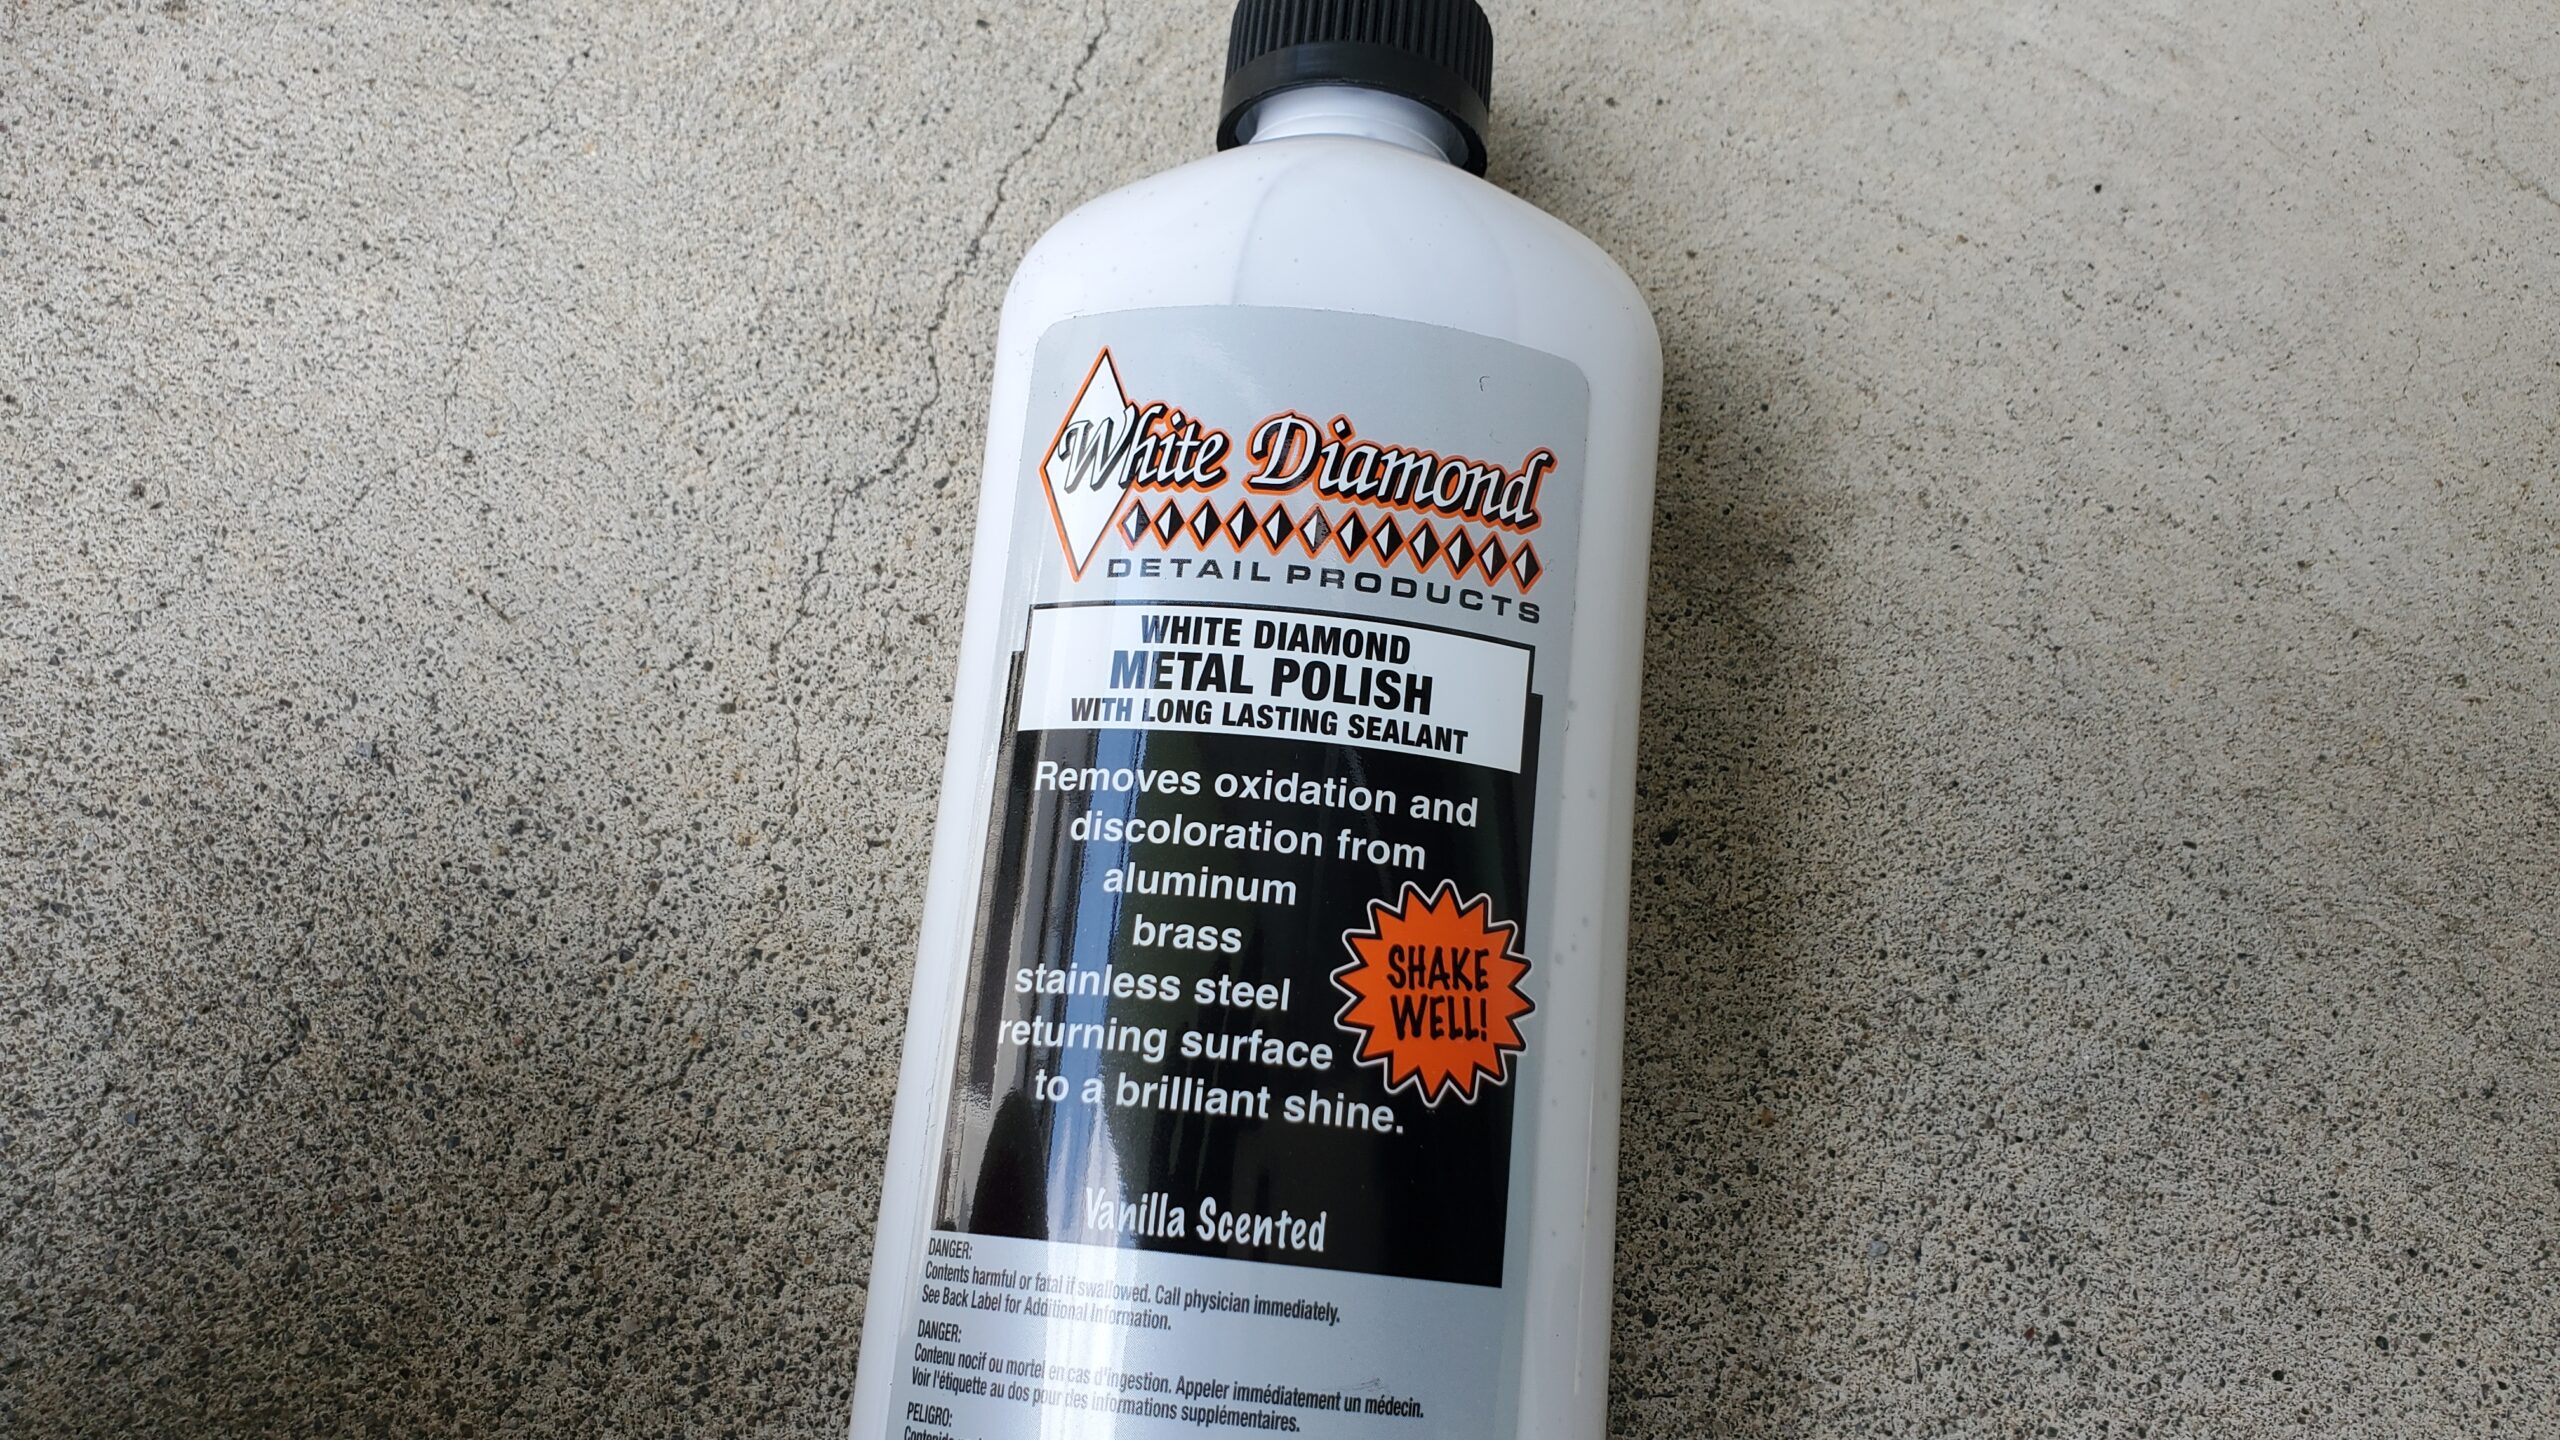 White Diamond
DETAIL PRODUCTS
WHITE DIAMOND
METAL POLISH
WITH LONG LASTING SEALANT
Removes oxidation and
discoloration from
aluminum
brass
stainless steel
returning surface
to a brilliant shine.
SHAKE
WELL!
Vanilla Scented
DANGER:
Contents harmful or fatal if swallowed. Call physician immediately.
See Back Label for Additional Information.
DANGER:
Contenu nocif ou mortel en cas d'ingestion. Appeler immédiatement un médecin.
Voir l'étiquette au dos pour des informations supplémentaires.
PELIGRO: